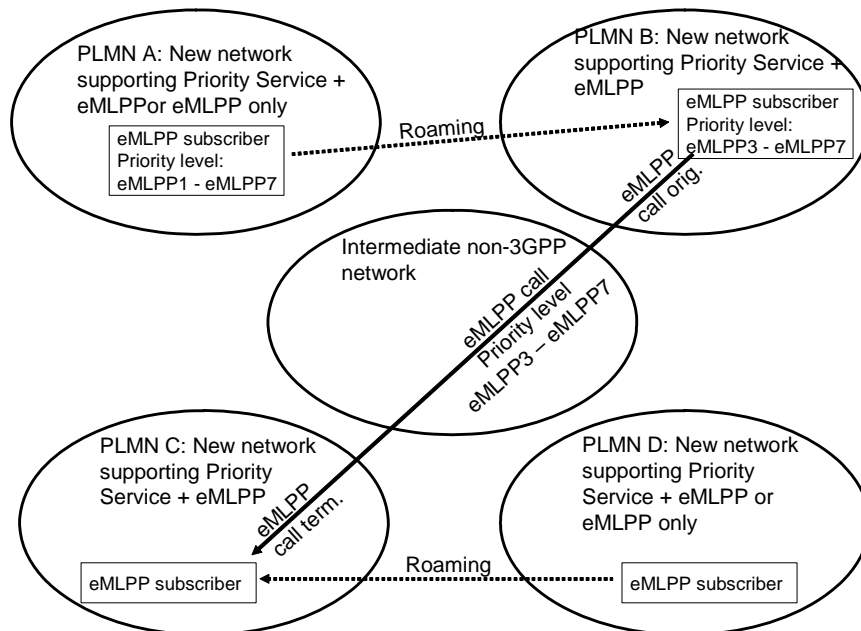 PLMN A: New network
supporting Priority Service +
eMLPPor eMLPP only
eMLPP subscriber
Priority level:
eMLPP1 - eMLPP7
Roaming
PLMN B: New network
supporting Priority Service +
eMLPP
eMLPP subscriber
Priority level:
eMLPP3 - eMLPP7
eMLPP
call orig.
Intermediate non-3GPP
network
eMLPP call
Priority level
eMLPP3 – eMLPP7
PLMN C: New network
supporting Priority
Service + eMLPP
eMLPP
call term.
eMLPP subscriber
Roaming
PLMN D: New network
supporting Priority
Service + eMLPP or
eMLPP only
eMLPP subscriber